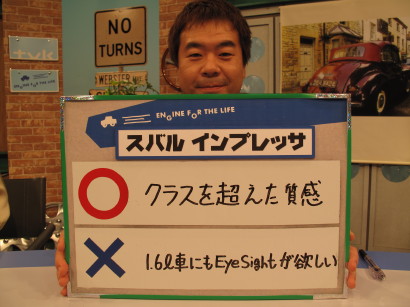 NO
TURNS
tvk
WEBSTER
ENGINE FOR THE LIFE
スバル インプレッサ
○ クラスを超えた質感
× 1.6ℓ車にもEyeSightが欲しい